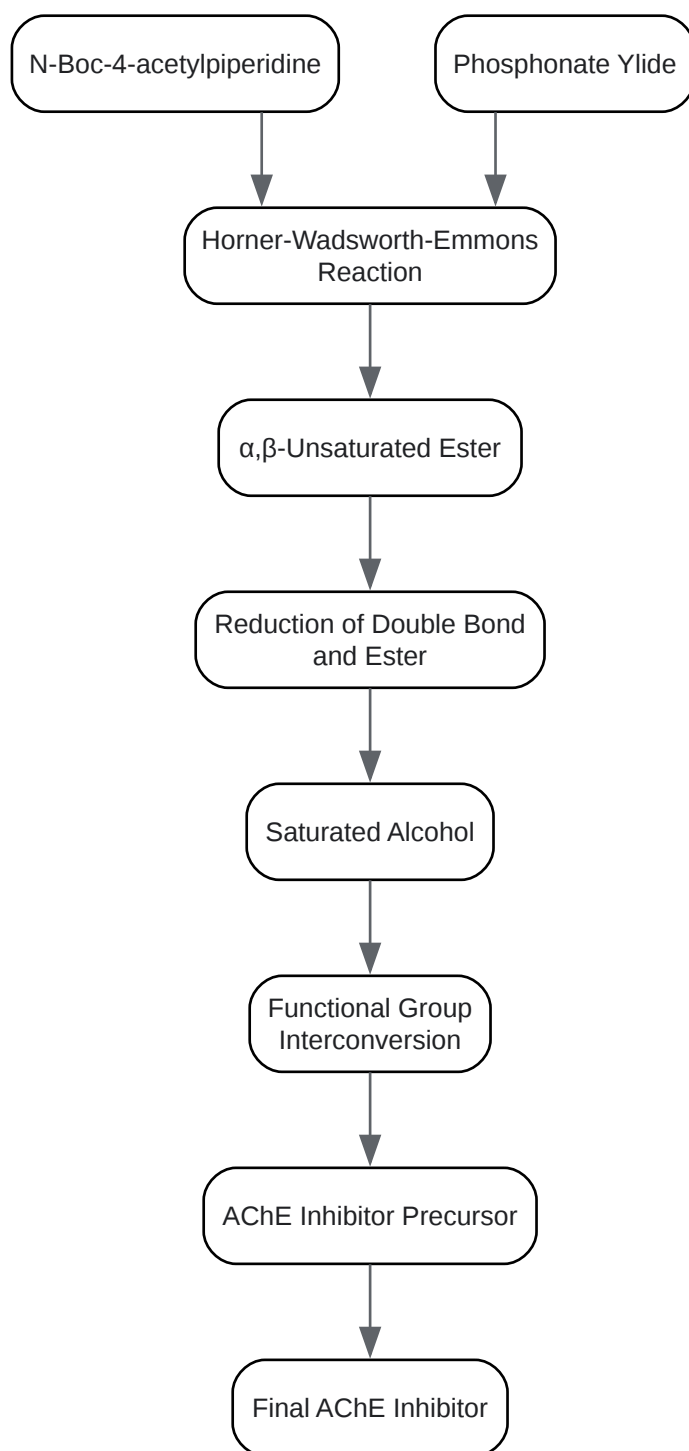 N-Boc-4-acetylpiperidine
Phosphonate Ylide
Horner-Wadsworth-Emmons
Reaction
α,β-Unsaturated Ester
Reduction of Double Bond
and Ester
Saturated Alcohol
Functional Group
Interconversion
AChE Inhibitor Precursor
Final AChE Inhibitor